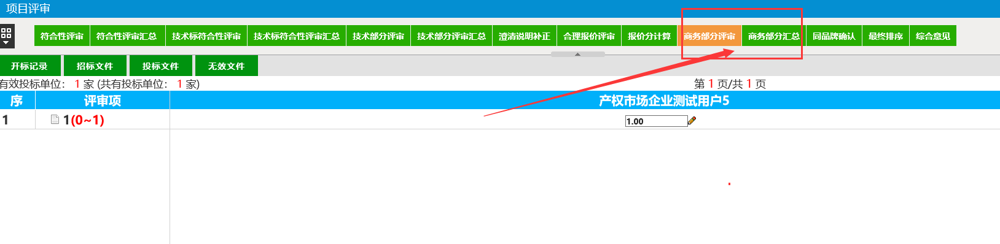 项目评审
符合性评审 符合性评审汇总 技术标符合性评审 技术标符合性评审汇总 技术部分评审 技术部分评审汇总 澄清说明补正 合理报价评审 报价分计算 商务部分评审 商务部分汇总 同品牌确认 最终排序 综合意见
开标记录 招标文件 投标文件 无效文件
有效投标单位： 1 家 (共有投标单位： 1 家) 第 1 页/共 1 页
序 评审项 产权市场企业测试用户5
1 1(0~1) 1.00